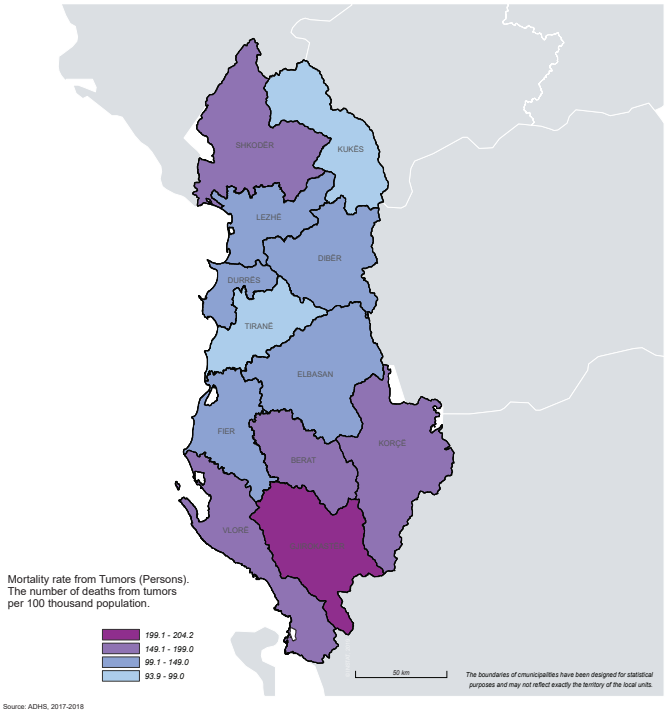 SHKODËR
KUKËS
LEZHË
DIBËR
DURRËS
TIRANË
ELBASAN
FIER
KORÇË
BERAT
VLORË
Mortality rate from Tumors (Persons).
The number of deaths from tumors
per 100 thousand population.
199.1 - 204.2
149.1 - 199.0
99.1 - 149.0
93.9 - 99.0
50 km
The boundaries of cmunicipalities have been designed for statistical
purposes and may not reflect exactly the territory of the local units.
Source: ADHS, 2017-2018